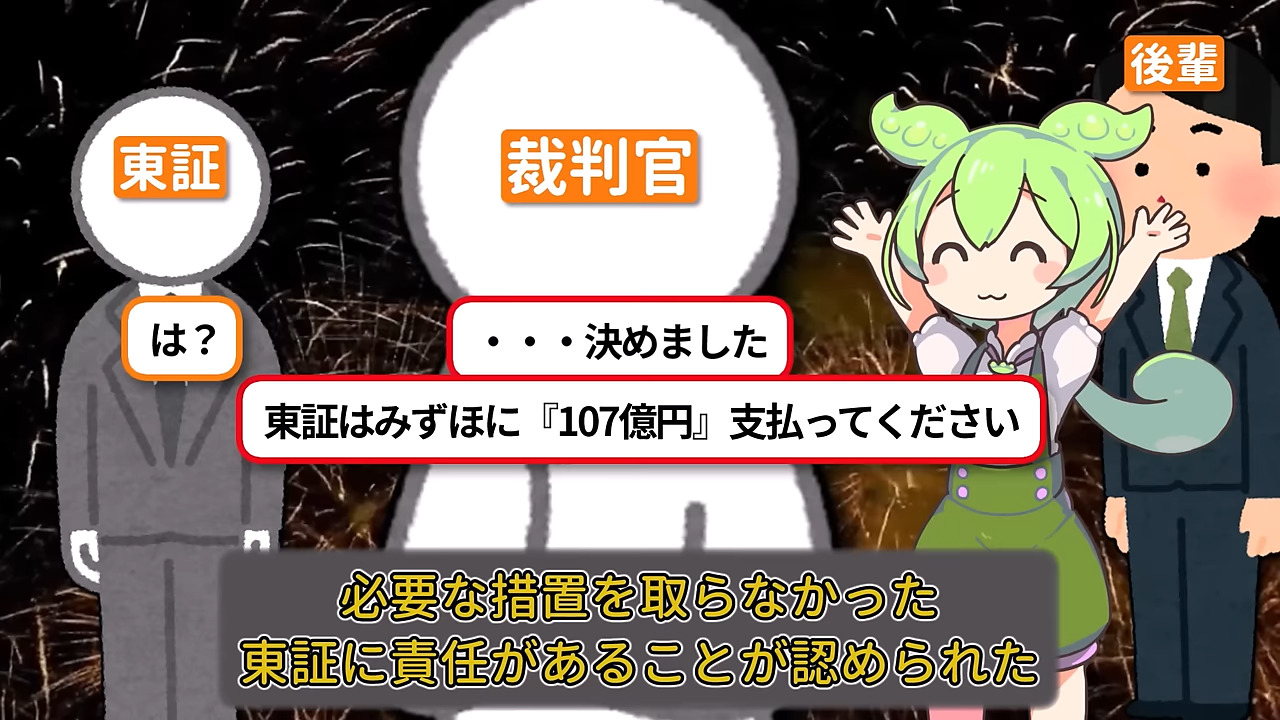 後輩
東証
裁判官
は？
・・・決めました
東証はみずほに『107億円』支払ってください
必要な措置を取らなかった
東証に責任があることが認められた